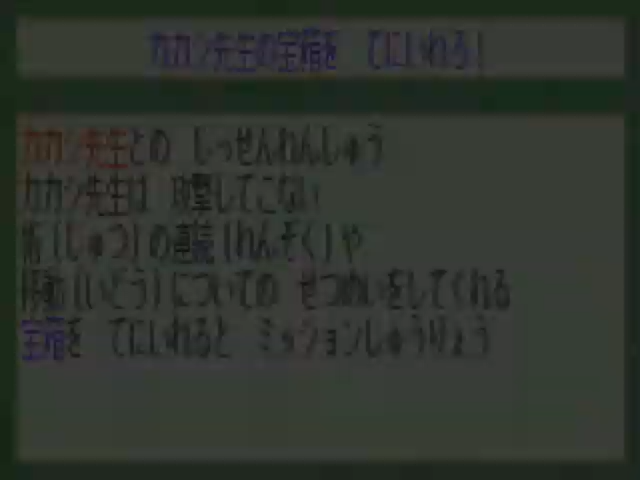 カカシ先生の宝箱を てにいれろ!
カカシ先生との じっせんれんしゅう
カカシ先生は 攻撃してこない
術(じゅつ)の連続(れんぞく)や
移動(いどう)についての せつめいをしてくれる
宝箱を てにいれると ミッションしゅうりょう